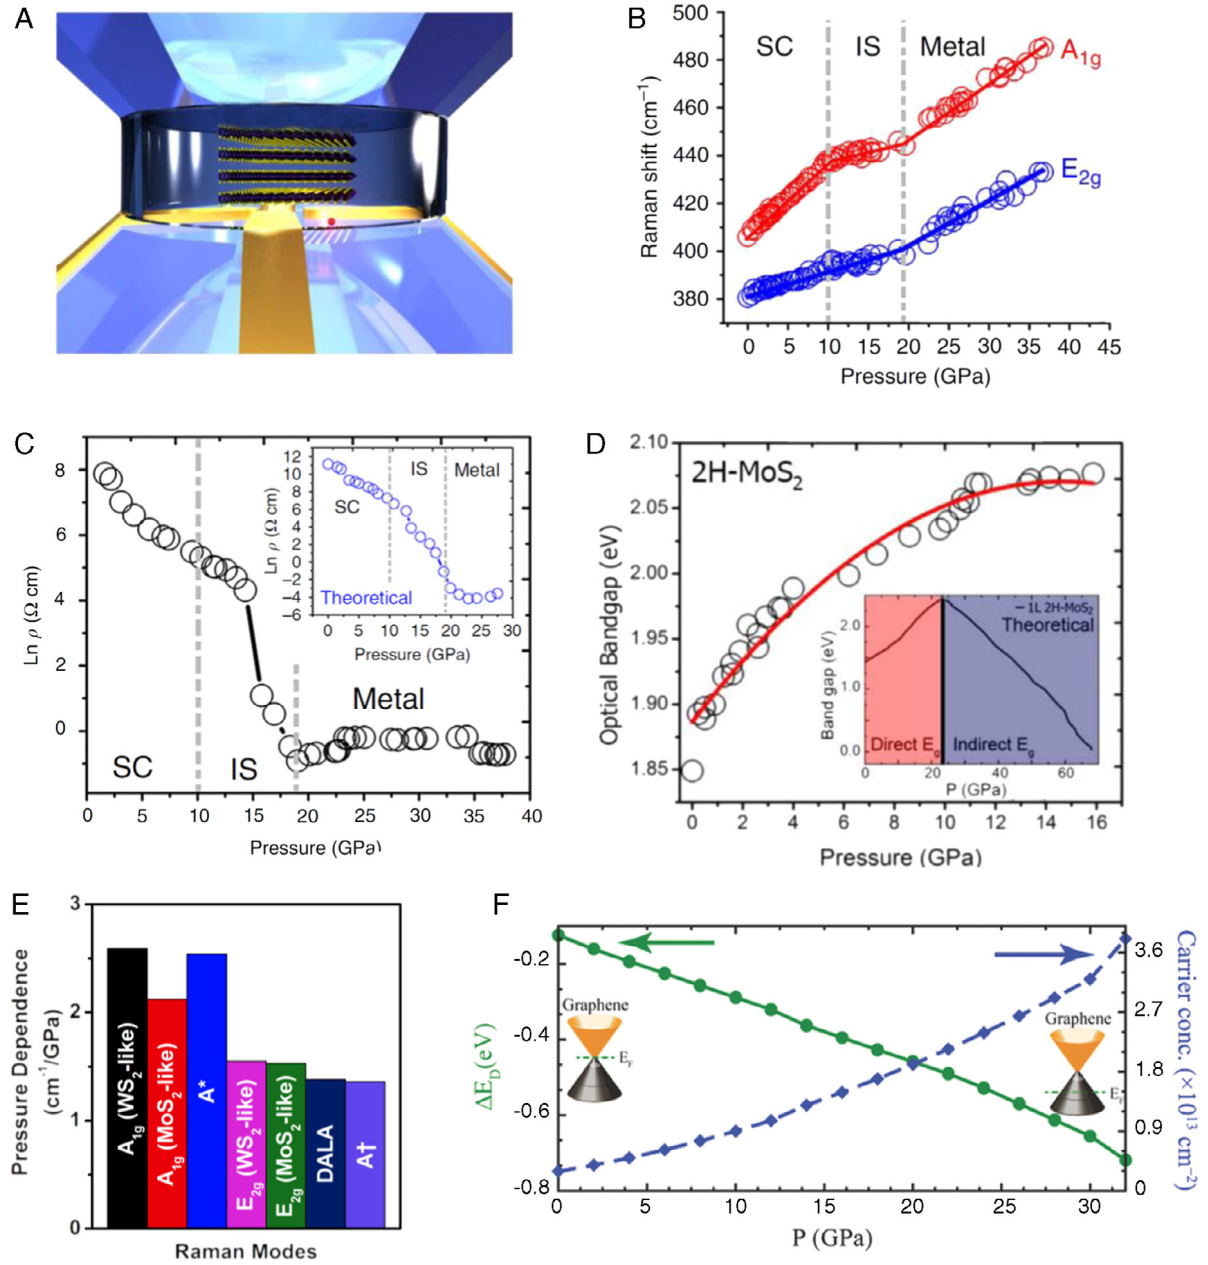 A
B
500
480
460
440
420
400
380
Raman shift (cm⁻¹)
SC
IS
Metal
A1g
E2g
0 5 10 15 20 25 30 35 40 45
Pressure (GPa)
C
8
6
4
2
0
Ln ρ (Ω cm)
SC
IS
Metal
0 5 10 15 20 25 30 35 40
Pressure (GPa)
12
10
8
6
4
2
0
−2
−4
−6
Ln ρ (Ω cm)
SC
IS
Metal
Theoretical
0 5 10 15 20 25 30
Pressure (GPa)
D
2.10
2.05
2.00
1.95
1.90
1.85
Optical Bandgap (eV)
2H-MoS2
0 2 4 6 8 10 12 14 16
Pressure (GPa)
2.0
1.0
0.0
Band gap (eV)
1L 2H-MoS2
Theoretical
Direct Eg
Indirect Eg
0 20 40 60
P (GPa)
E
3
2
1
0
Pressure Dependence
(cm⁻¹/GPa)
A1g (WS2-like)
A1g (MoS2-like)
A*
E2g (WS2-like)
E2g (MoS2-like)
DALA
A†
Raman Modes
F
-0.2
-0.4
-0.6
-0.8
ΔED(eV)
Graphene
EF
Graphene
EF
3.6
2.7
1.8
0.9
0
Carrier conc. (×10¹³ cm⁻²)
0 5 10 15 20 25 30
P (GPa)